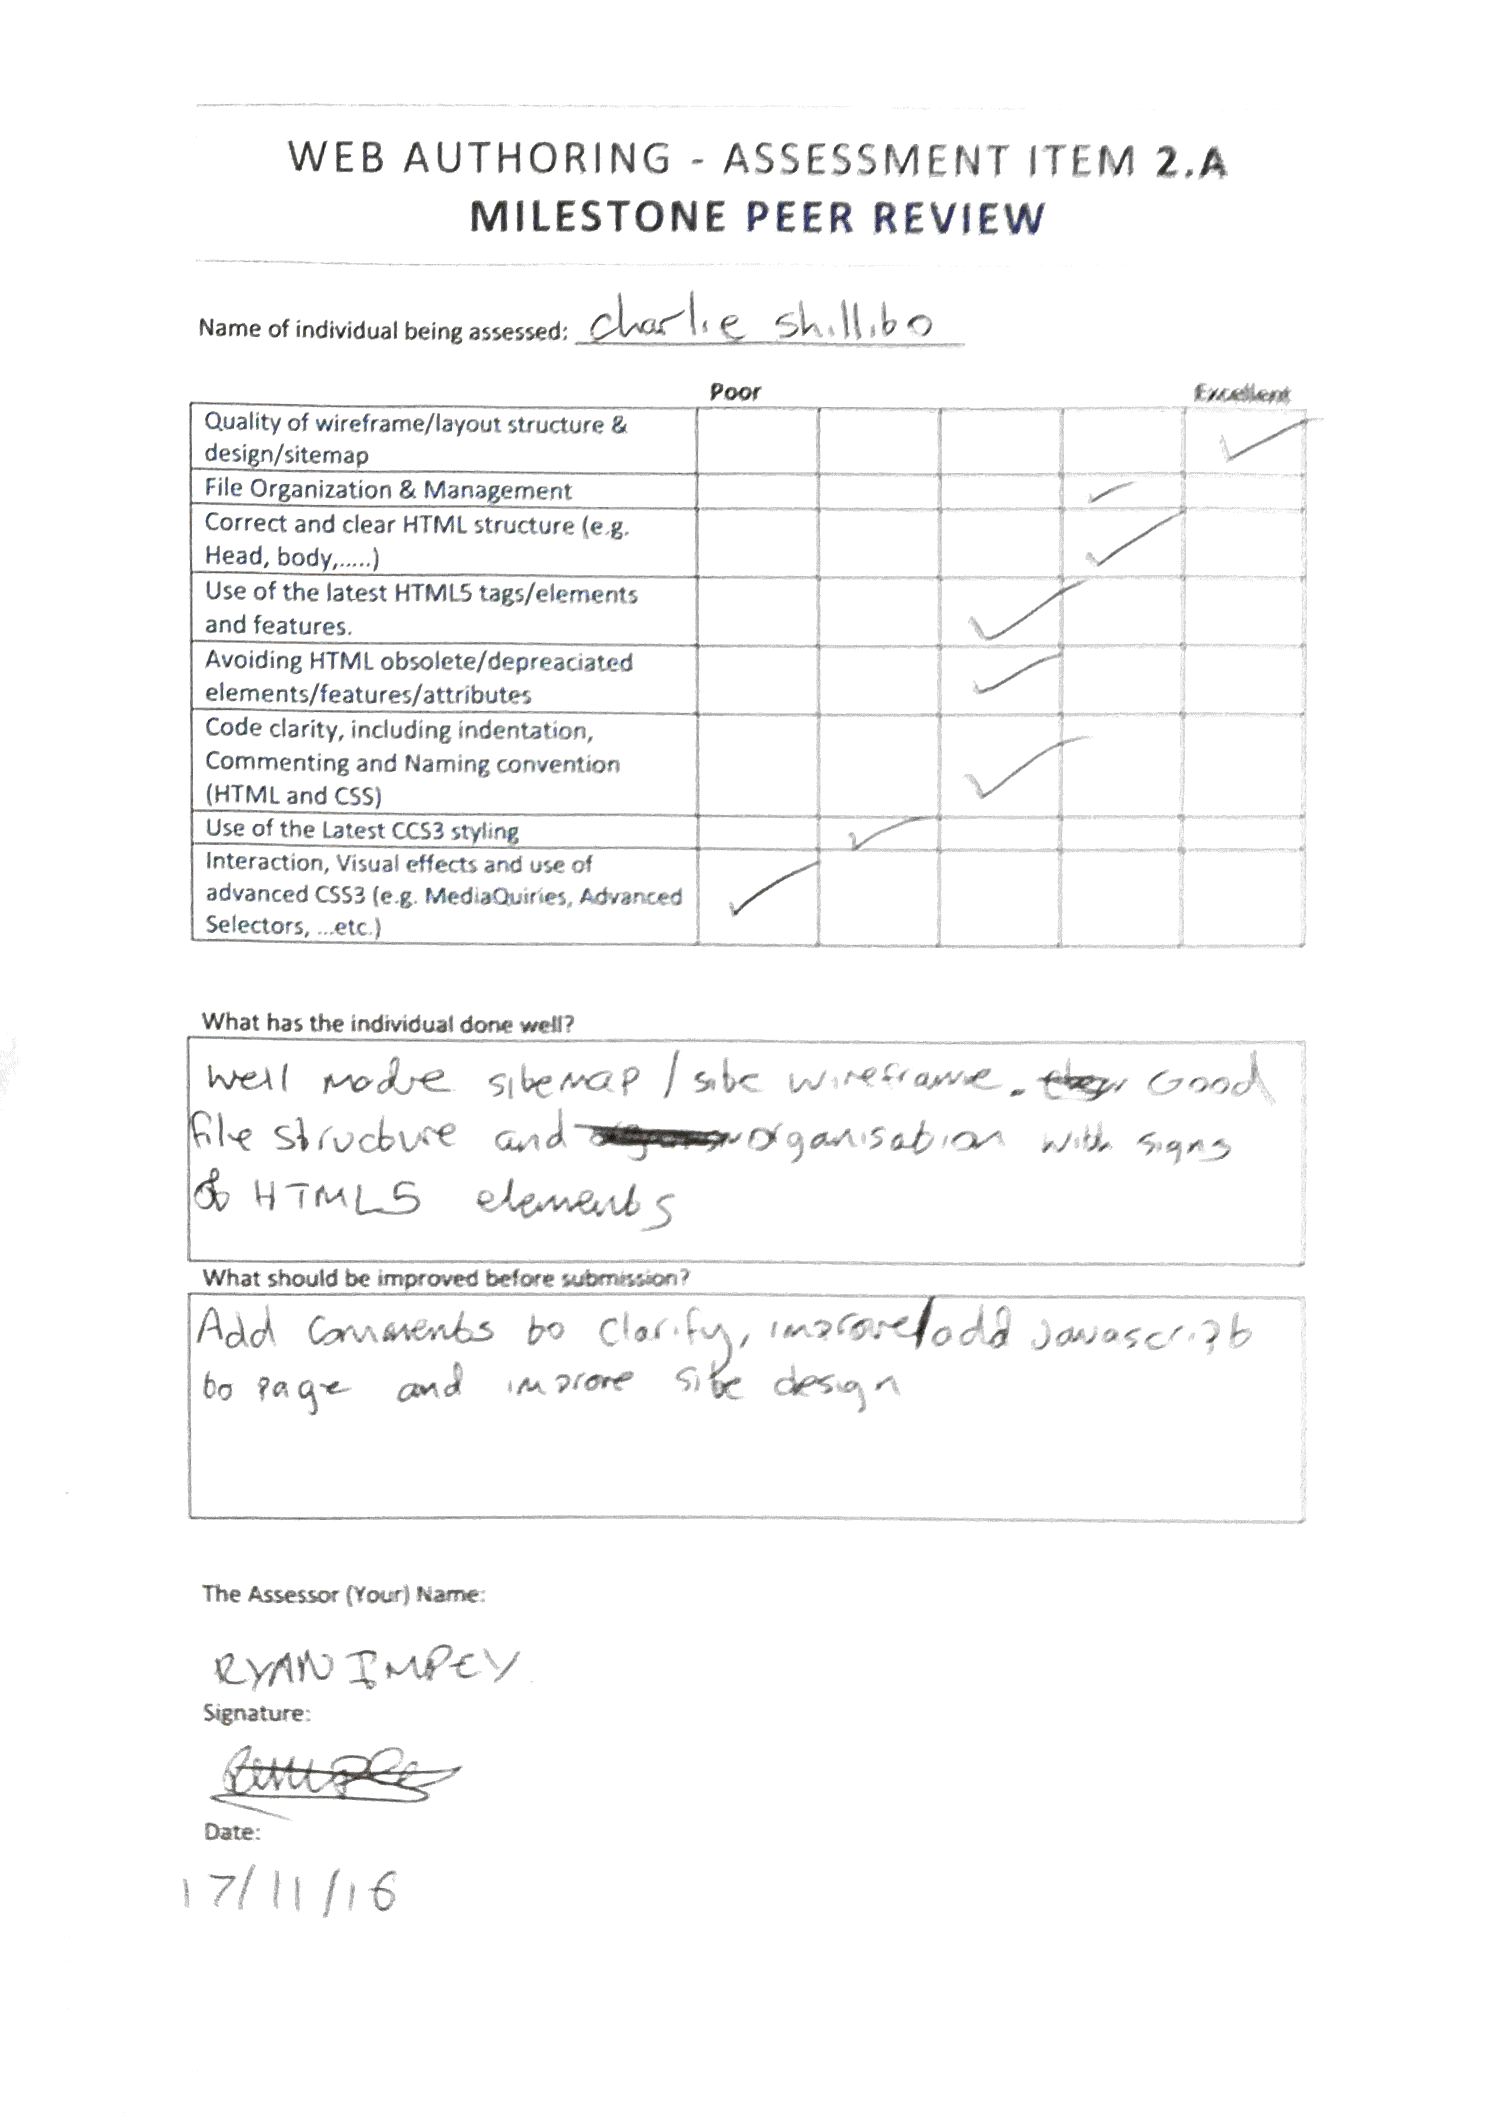 WEB AUTHORING - ASSESSMENT ITEM 2.A
MILESTONE PEER REVIEW
Name of individual being assessed: Charlie Shillibo
Poor Excellent
Quality of wireframe/layout structure &
design/sitemap
File Organization & Management
Correct and clear HTML structure (e.g.
Head, body,.....)
Use of the latest HTML5 tags/elements
and features.
Avoiding HTML obsolete/depreaciated
elements/features/attributes
Code clarity, including indentation,
Commenting and Naming convention
(HTML and CSS)
Use of the Latest CCS3 styling
Interaction, Visual effects and use of
advanced CSS3 (e.g. MediaQuiries, Advanced
Selectors, ...etc.)
What has the individual done well?
Well made sitemap / site wireframe. Good
file structure and organisation with signs
of HTML5 elements
What should be improved before submission?
Add comments to clarify, improve/add Javascript
to page and improve site design
The Assessor (Your) Name:
RYAN IMPEY
Signature:
Date:
17/11/16